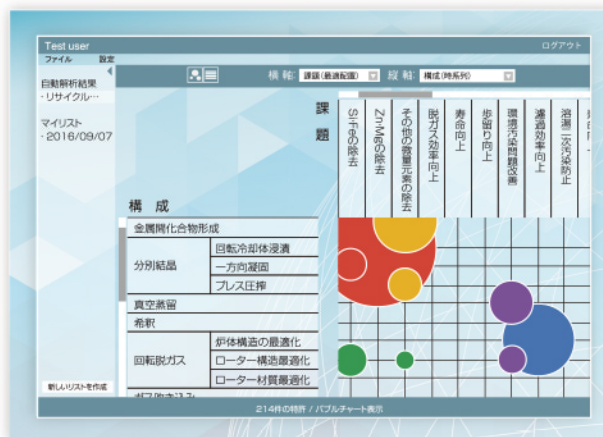 Test user
ログアウト
ファイル 設定
自動解析結果
・リサイクル…
マイリスト
・2016/09/07
新しいリストを作成
横 軸: 課題(最適配置) 縦 軸: 構成(時系列)
課題
Si・Feの除去
Zn・Mgの除去
その他の微量元素の除去
脱ガス効率向上
寿命向上
歩留り向上
環境汚染問題改善
濾過効率向上
溶湯二次汚染防止
構 成
金属間化合物形成
分別結晶
回転冷却体浸漬
一方向凝固
プレス圧搾
真空蒸留
希釈
回転脱ガス
炉体構造の最適化
ローター構造最適化
ローター材質最適化
214件の特許 / バブルチャート表示